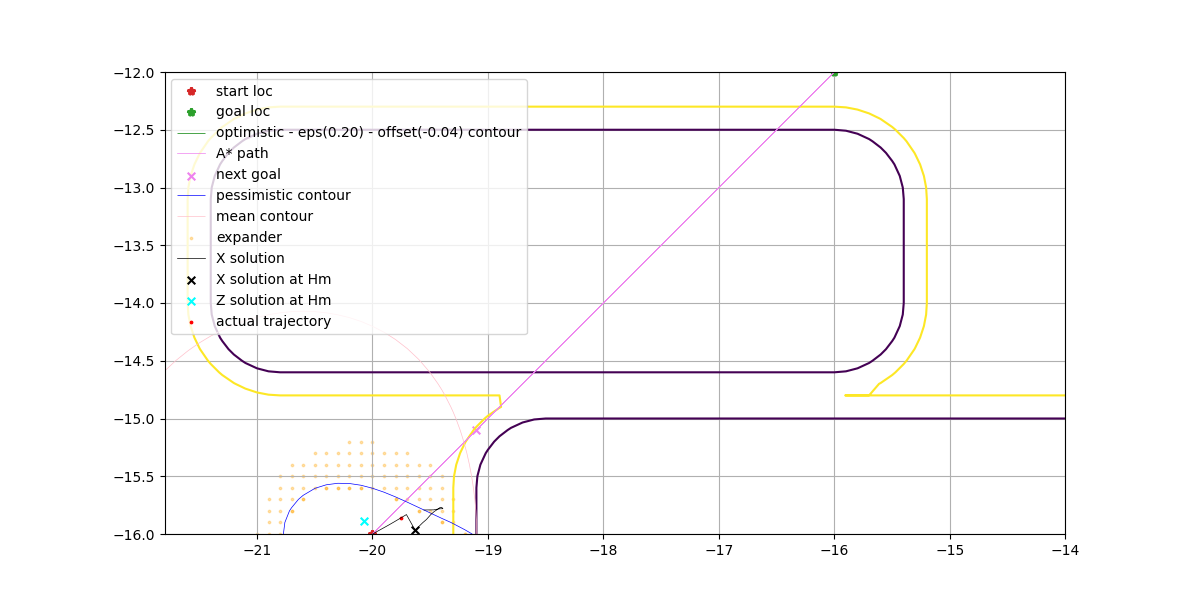 start loc
goal loc
optimistic - eps(0.20) - offset(-0.04) contour
A* path
next goal
pessimistic contour
mean contour
expander
X solution
X solution at Hm
Z solution at Hm
actual trajectory
−12.0
−12.5
−13.0
−13.5
−14.0
−14.5
−15.0
−15.5
−16.0
−21 −20 −19 −18 −17 −16 −15 −14